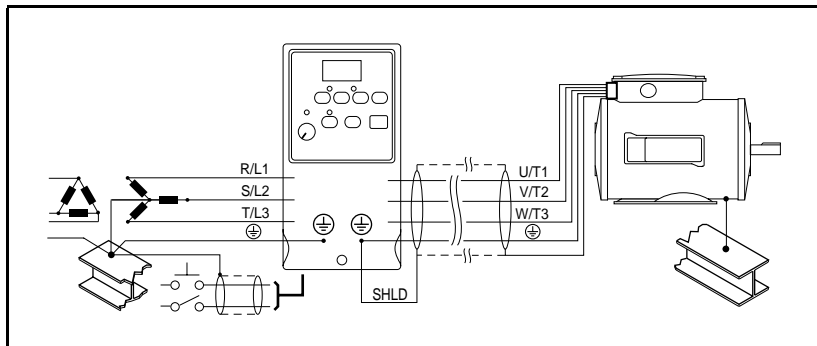 R/L1
S/L2
T/L3
U/T1
V/T2
W/T3
SHLD